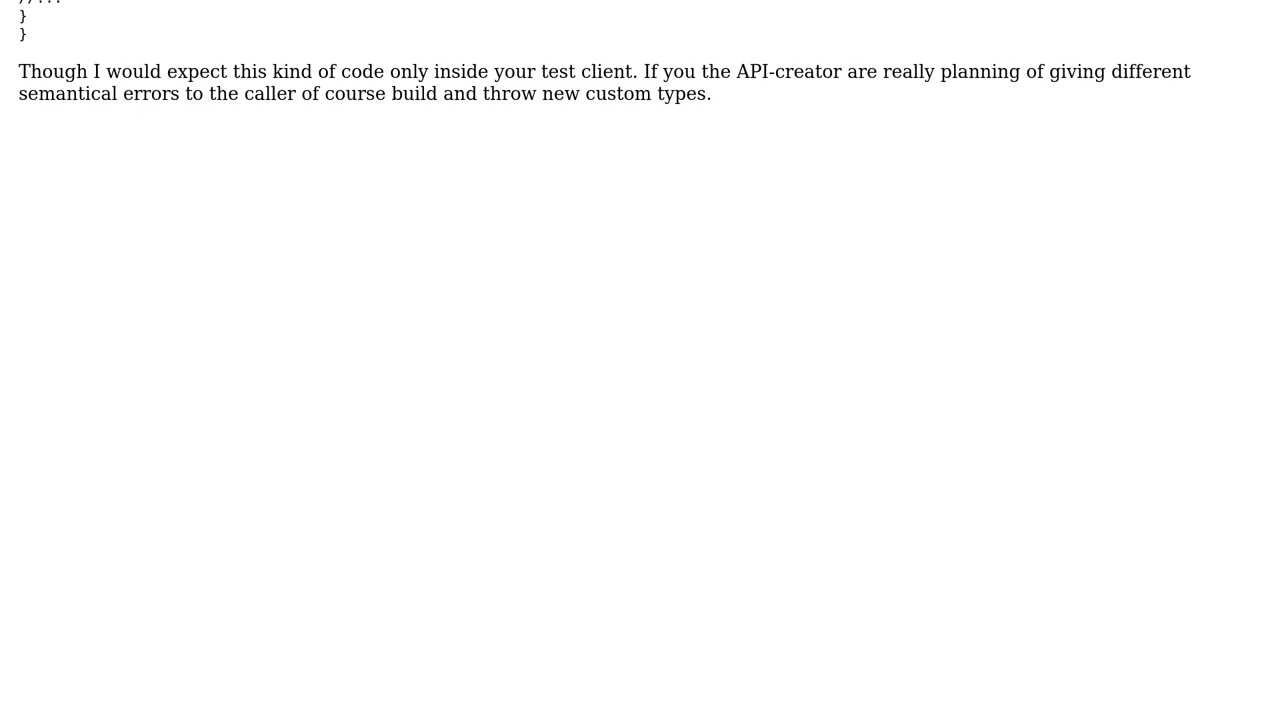 //...
}
}
Though I would expect this kind of code only inside your test client. If you the API-creator are really planning of giving different
semantical errors to the caller of course build and throw new custom types.